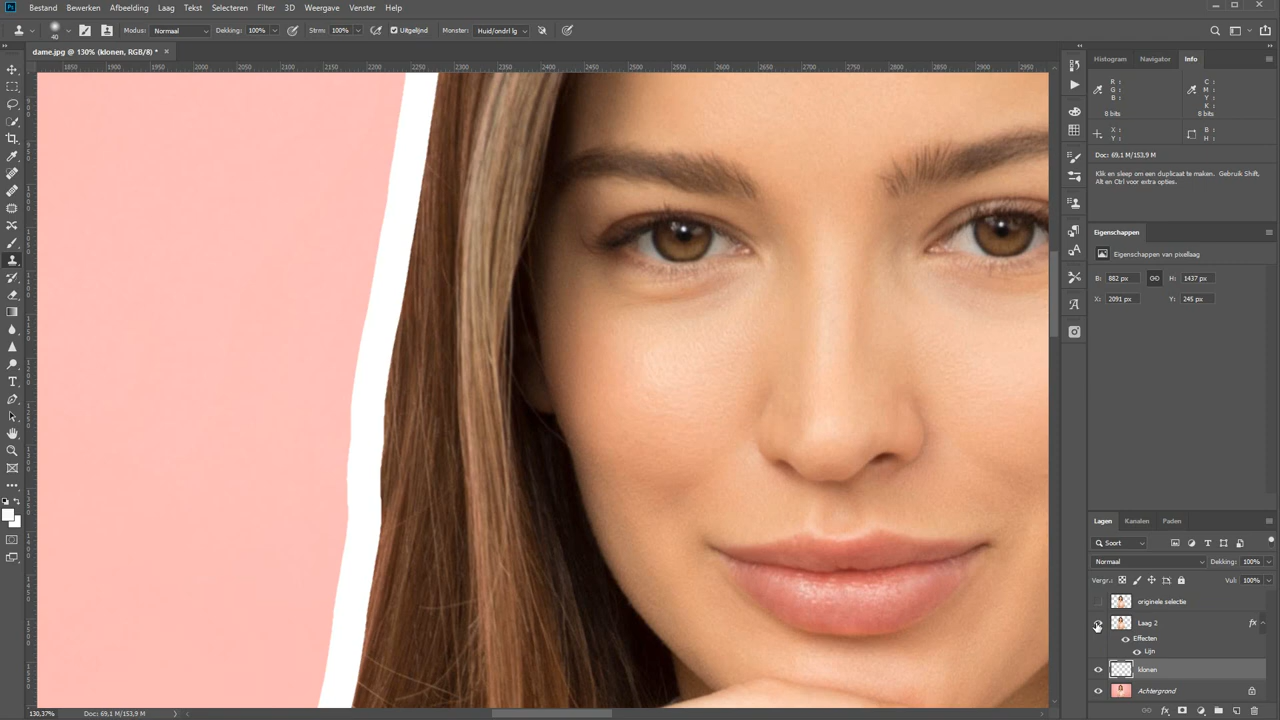 Ps Bestand Bewerken Afbeelding Laag Tekst Selecteren Filter 3D Weergave Venster Help
40 Modus: Normaal Dekking: 100% Strm: 100% Uitgelijnd Monster: Huid/ondrl lg
dame.jpg @ 130% (klonen, RGB/8) * ×
1850 1900 1950 2000 2050 2100 2150 2200 2250 2300 2350 2400 2450 2500 2550 2600 2650 2700 2750 2800 2850 2900 2950
Histogram Navigator Info
R : C :
G : M :
B : Y :
K :
8 bits 8 bits
X : B :
Y : H :
Doc: 69,1 M/153,9 M
Klik en sleep om een duplicaat te maken. Gebruik Shift,
Alt en Ctrl voor extra opties.
Eigenschappen
Eigenschappen van pixellaag
B: 882 px H: 1437 px
X: 2091 px Y: 245 px
Lagen Kanalen Paden
Soort
Normaal Dekking: 100%
Vergr.: Vul: 100%
originele selectie
Laag 2 fx
Effecten
Lijn
klonen
Achtergrond
130,37% Doc: 69,1 M/153,9 M